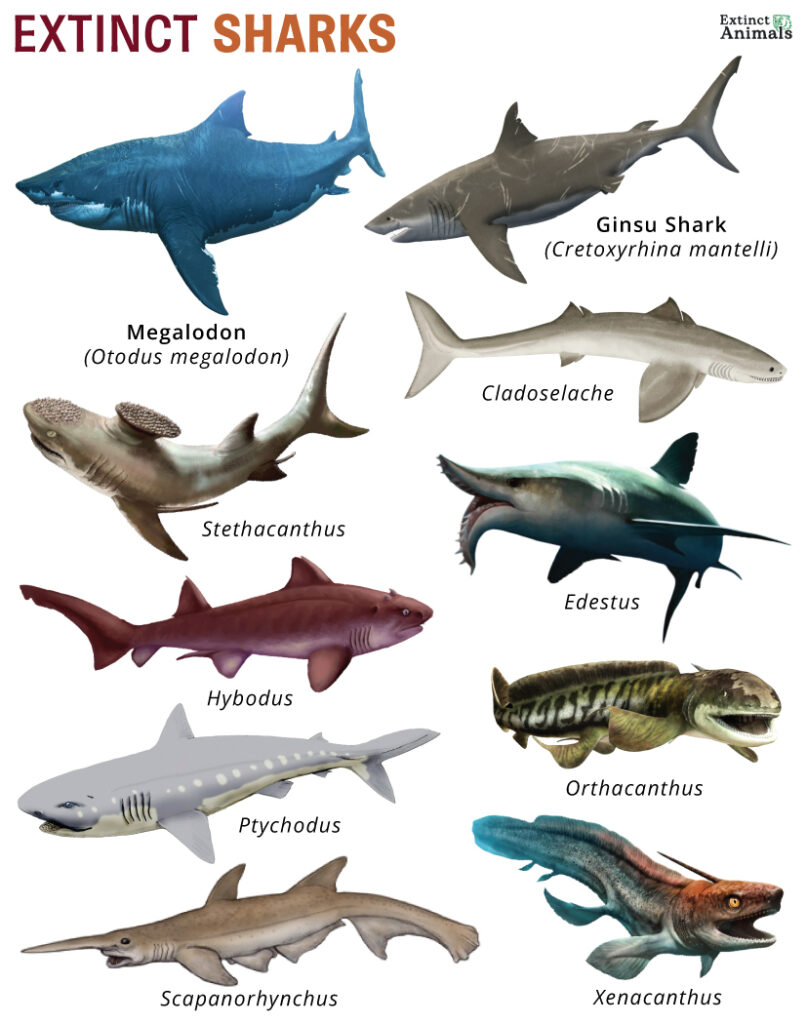 EXTINCT SHARKS
Extinct
Animals
Ginsu Shark
(Cretoxyrhina mantelli)
Megalodon
(Otodus megalodon)
Cladoselache
Stethacanthus
Edestus
Hybodus
Orthacanthus
Ptychodus
Scapanorhynchus
Xenacanthus